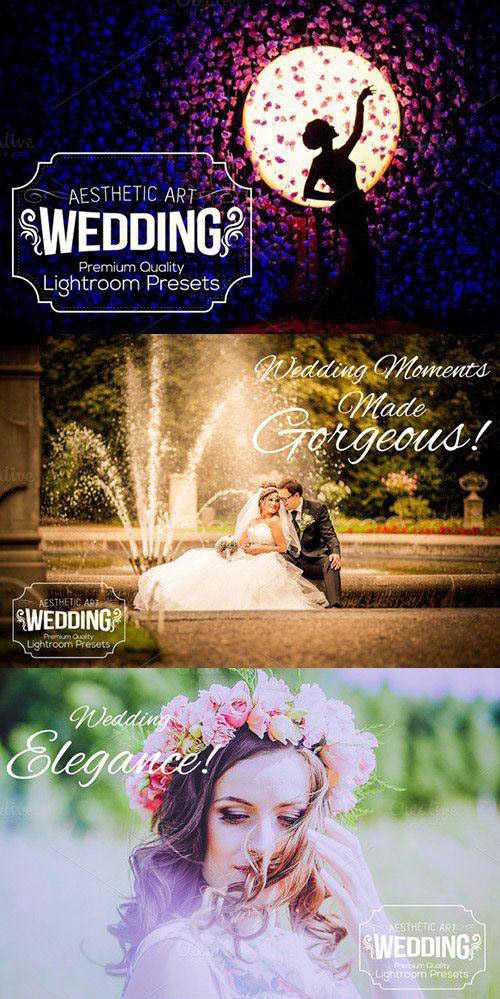 AESTHETIC ART
WEDDING
Premium Quality
Lightroom Presets
Wedding Moments
Made
Gorgeous!
AESTHETIC ART
WEDDING
Premium Quality
Lightroom Presets
Wedding
Elegance!
AESTHETIC ART
WEDDING
Premium Quality
Lightroom Presets